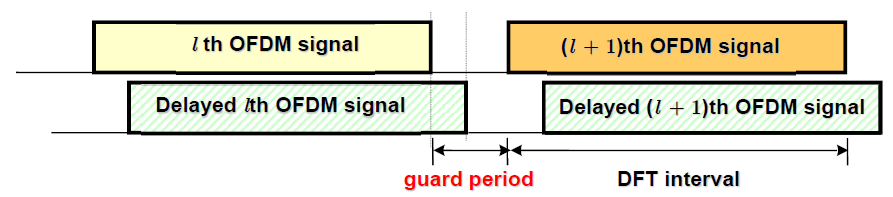 l th OFDM signal
(l + 1)th OFDM signal
Delayed lth OFDM signal
Delayed (l + 1)th OFDM signal
guard period
DFT interval